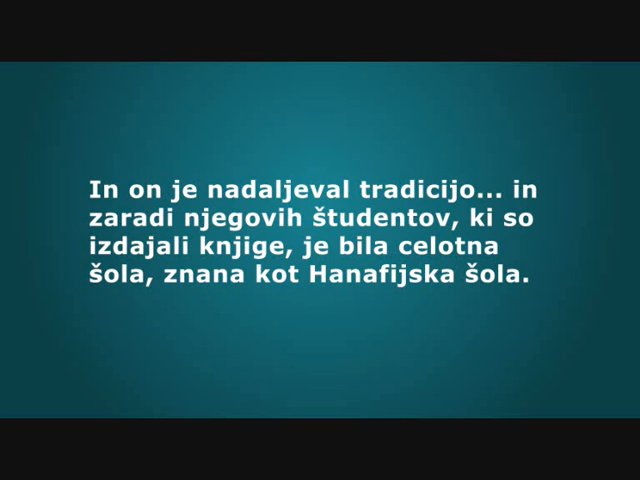 In on je nadaljeval tradicijo... in
zaradi njegovih študentov, ki so
izdajali knjige, je bila celotna
šola, znana kot Hanafijska šola.